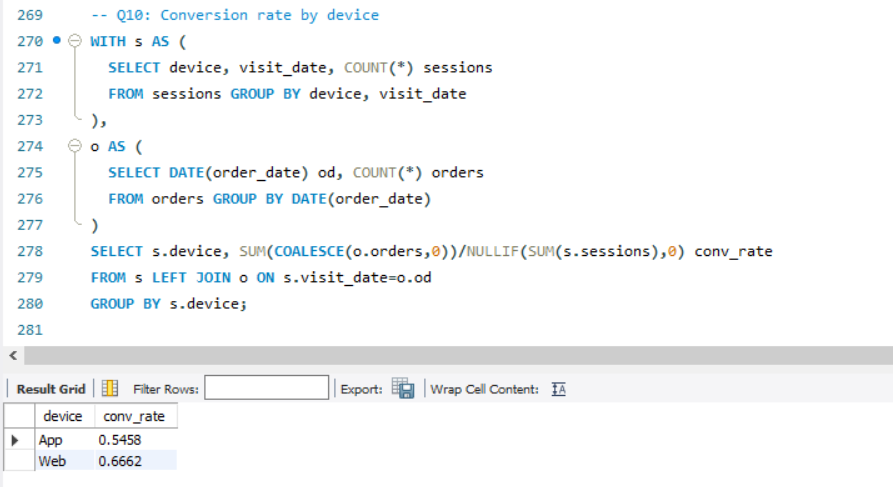 269 -- Q10: Conversion rate by device
270 WITH s AS (
271 SELECT device, visit_date, COUNT(*) sessions
272 FROM sessions GROUP BY device, visit_date
273 ),
274 o AS (
275 SELECT DATE(order_date) od, COUNT(*) orders
276 FROM orders GROUP BY DATE(order_date)
277 )
278 SELECT s.device, SUM(COALESCE(o.orders,0))/NULLIF(SUM(s.sessions),0) conv_rate
279 FROM s LEFT JOIN o ON s.visit_date=o.od
280 GROUP BY s.device;
281
Result Grid Filter Rows: Export: Wrap Cell Content: IA
device conv_rate
App 0.5458
Web 0.6662